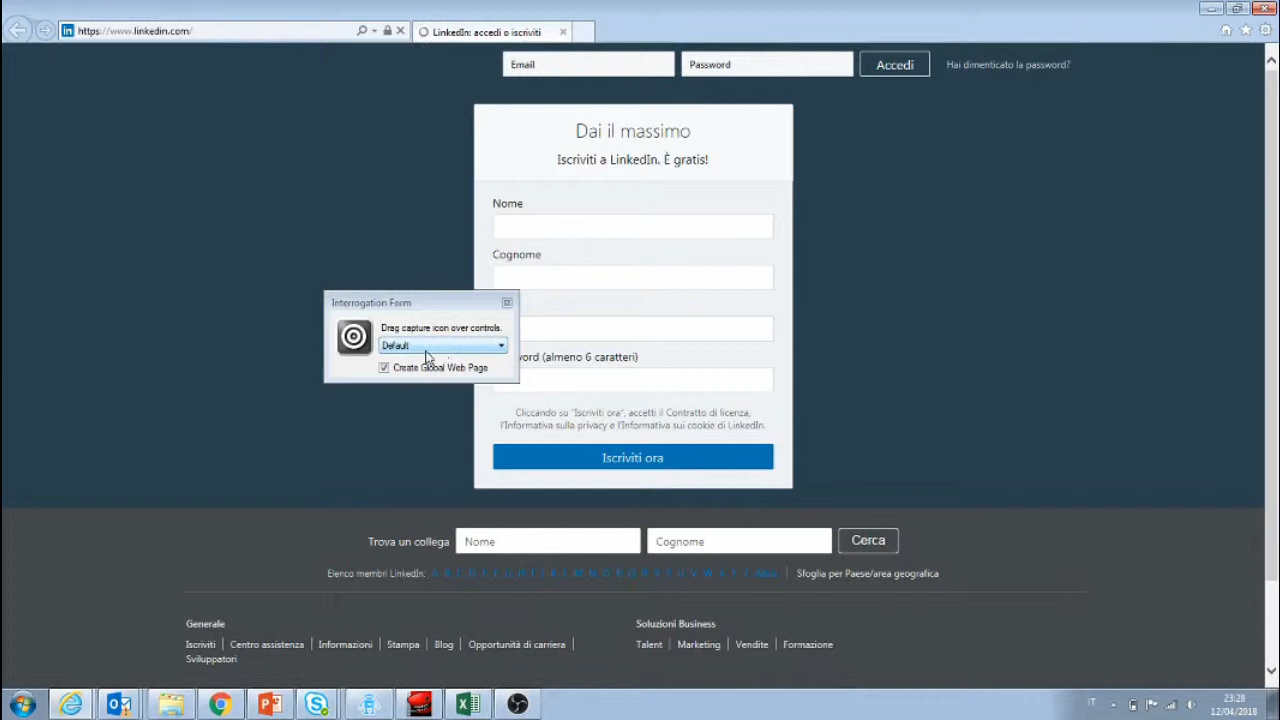 https://www.linkedin.com/
LinkedIn: accedi o iscriviti
Email
Password
Accedi
Hai dimenticato la password?
Dai il massimo
Iscriviti a LinkedIn. È gratis!
Nome
Cognome
Interrogation Form
Drag capture icon over controls.
Default
Create Global Web Page
word (almeno 6 caratteri)
Cliccando su "Iscriviti ora", accetti il Contratto di licenza,
l'Informativa sulla privacy e l'Informativa sui cookie di LinkedIn.
Iscriviti ora
Trova un collega
Nome
Cognome
Cerca
Elenco membri LinkedIn:
Sfoglia per Paese/area geografica
Generale
Soluzioni Business
Iscriviti Centro assistenza Informazioni Stampa Blog Opportunità di carriera
Talent Marketing Vendite Formazione
Sviluppatori
IT
23:28
12/04/2018